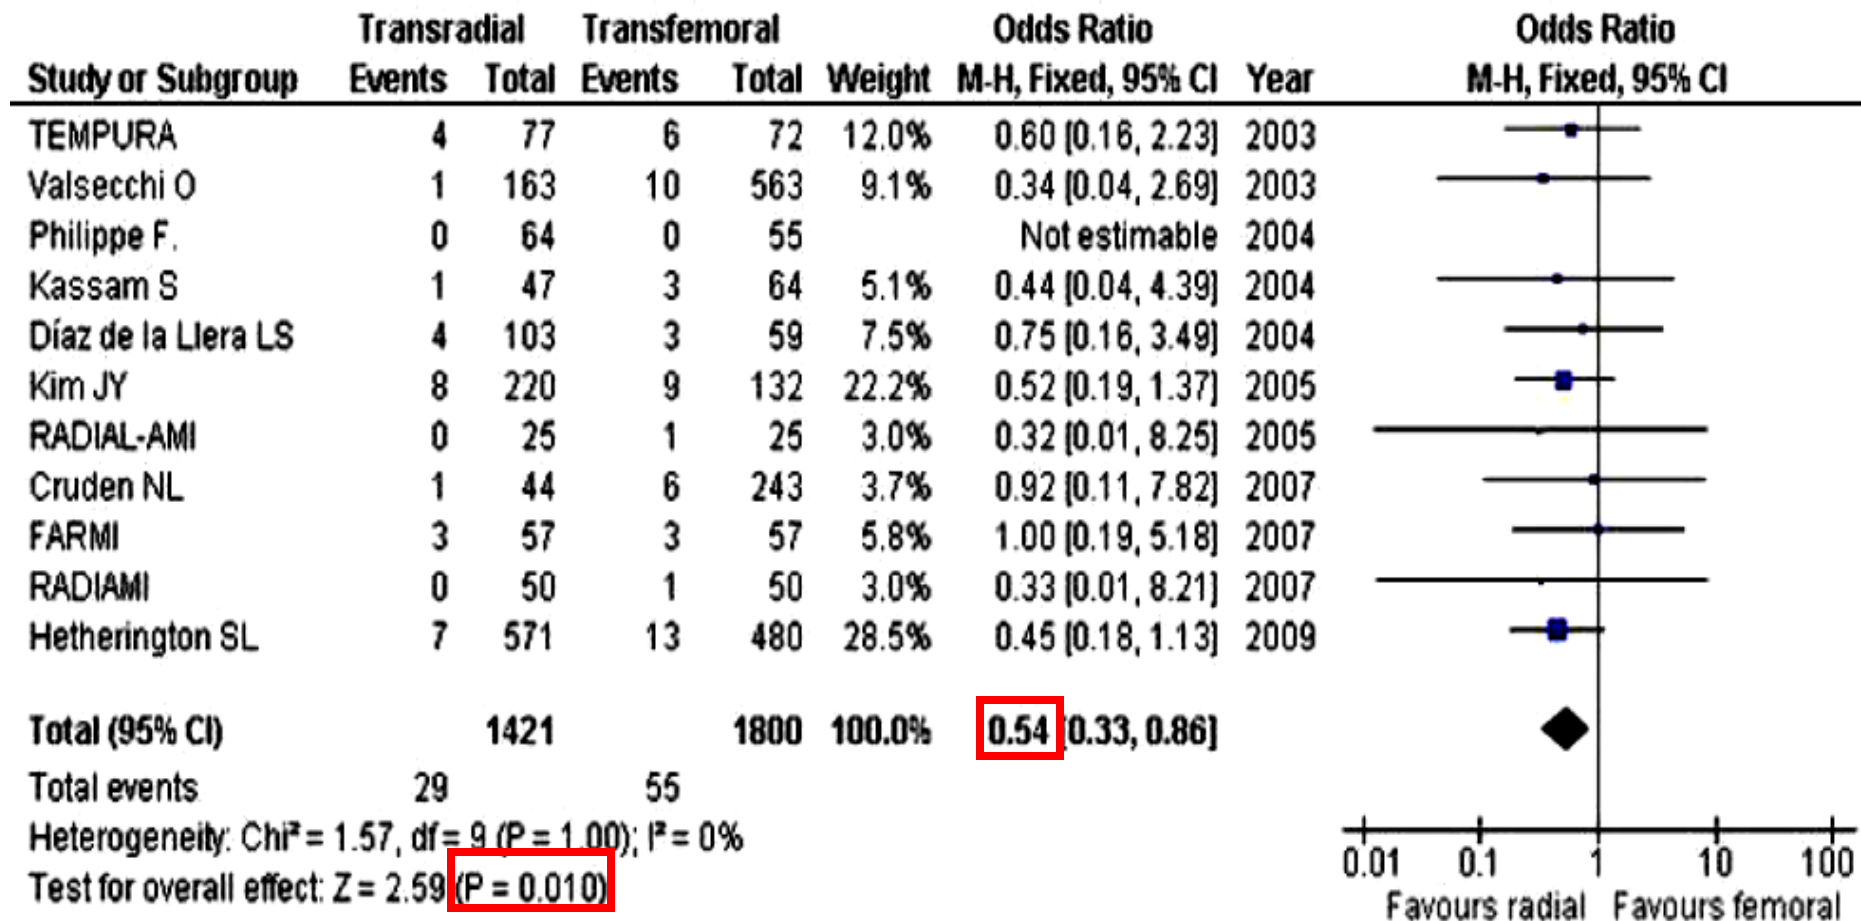 Transradial Transfemoral Odds Ratio Odds Ratio
Study or Subgroup Events Total Events Total Weight M-H, Fixed, 95% CI Year M-H, Fixed, 95% CI
TEMPURA 4 77 6 72 12.0% 0.60 [0.16, 2.23] 2003
Valsecchi O 1 163 10 563 9.1% 0.34 [0.04, 2.69] 2003
Philippe F. 0 64 0 55 Not estimable 2004
Kassam S 1 47 3 64 5.1% 0.44 [0.04, 4.39] 2004
Díaz de la Llera LS 4 103 3 59 7.5% 0.75 [0.16, 3.49] 2004
Kim JY 8 220 9 132 22.2% 0.52 [0.19, 1.37] 2005
RADIAL-AMI 0 25 1 25 3.0% 0.32 [0.01, 8.25] 2005
Cruden NL 1 44 6 243 3.7% 0.92 [0.11, 7.82] 2007
FARMI 3 57 3 57 5.8% 1.00 [0.19, 5.18] 2007
RADIAMI 0 50 1 50 3.0% 0.33 [0.01, 8.21] 2007
Hetherington SL 7 571 13 480 28.5% 0.45 [0.18, 1.13] 2009
Total (95% CI) 1421 1800 100.0% 0.54 [0.33, 0.86]
Total events 29 55
Heterogeneity: Chi² = 1.57, df = 9 (P = 1.00); I² = 0%
Test for overall effect: Z = 2.59 (P = 0.010)
0.01 0.1 1 10 100
Favours radial Favours femoral